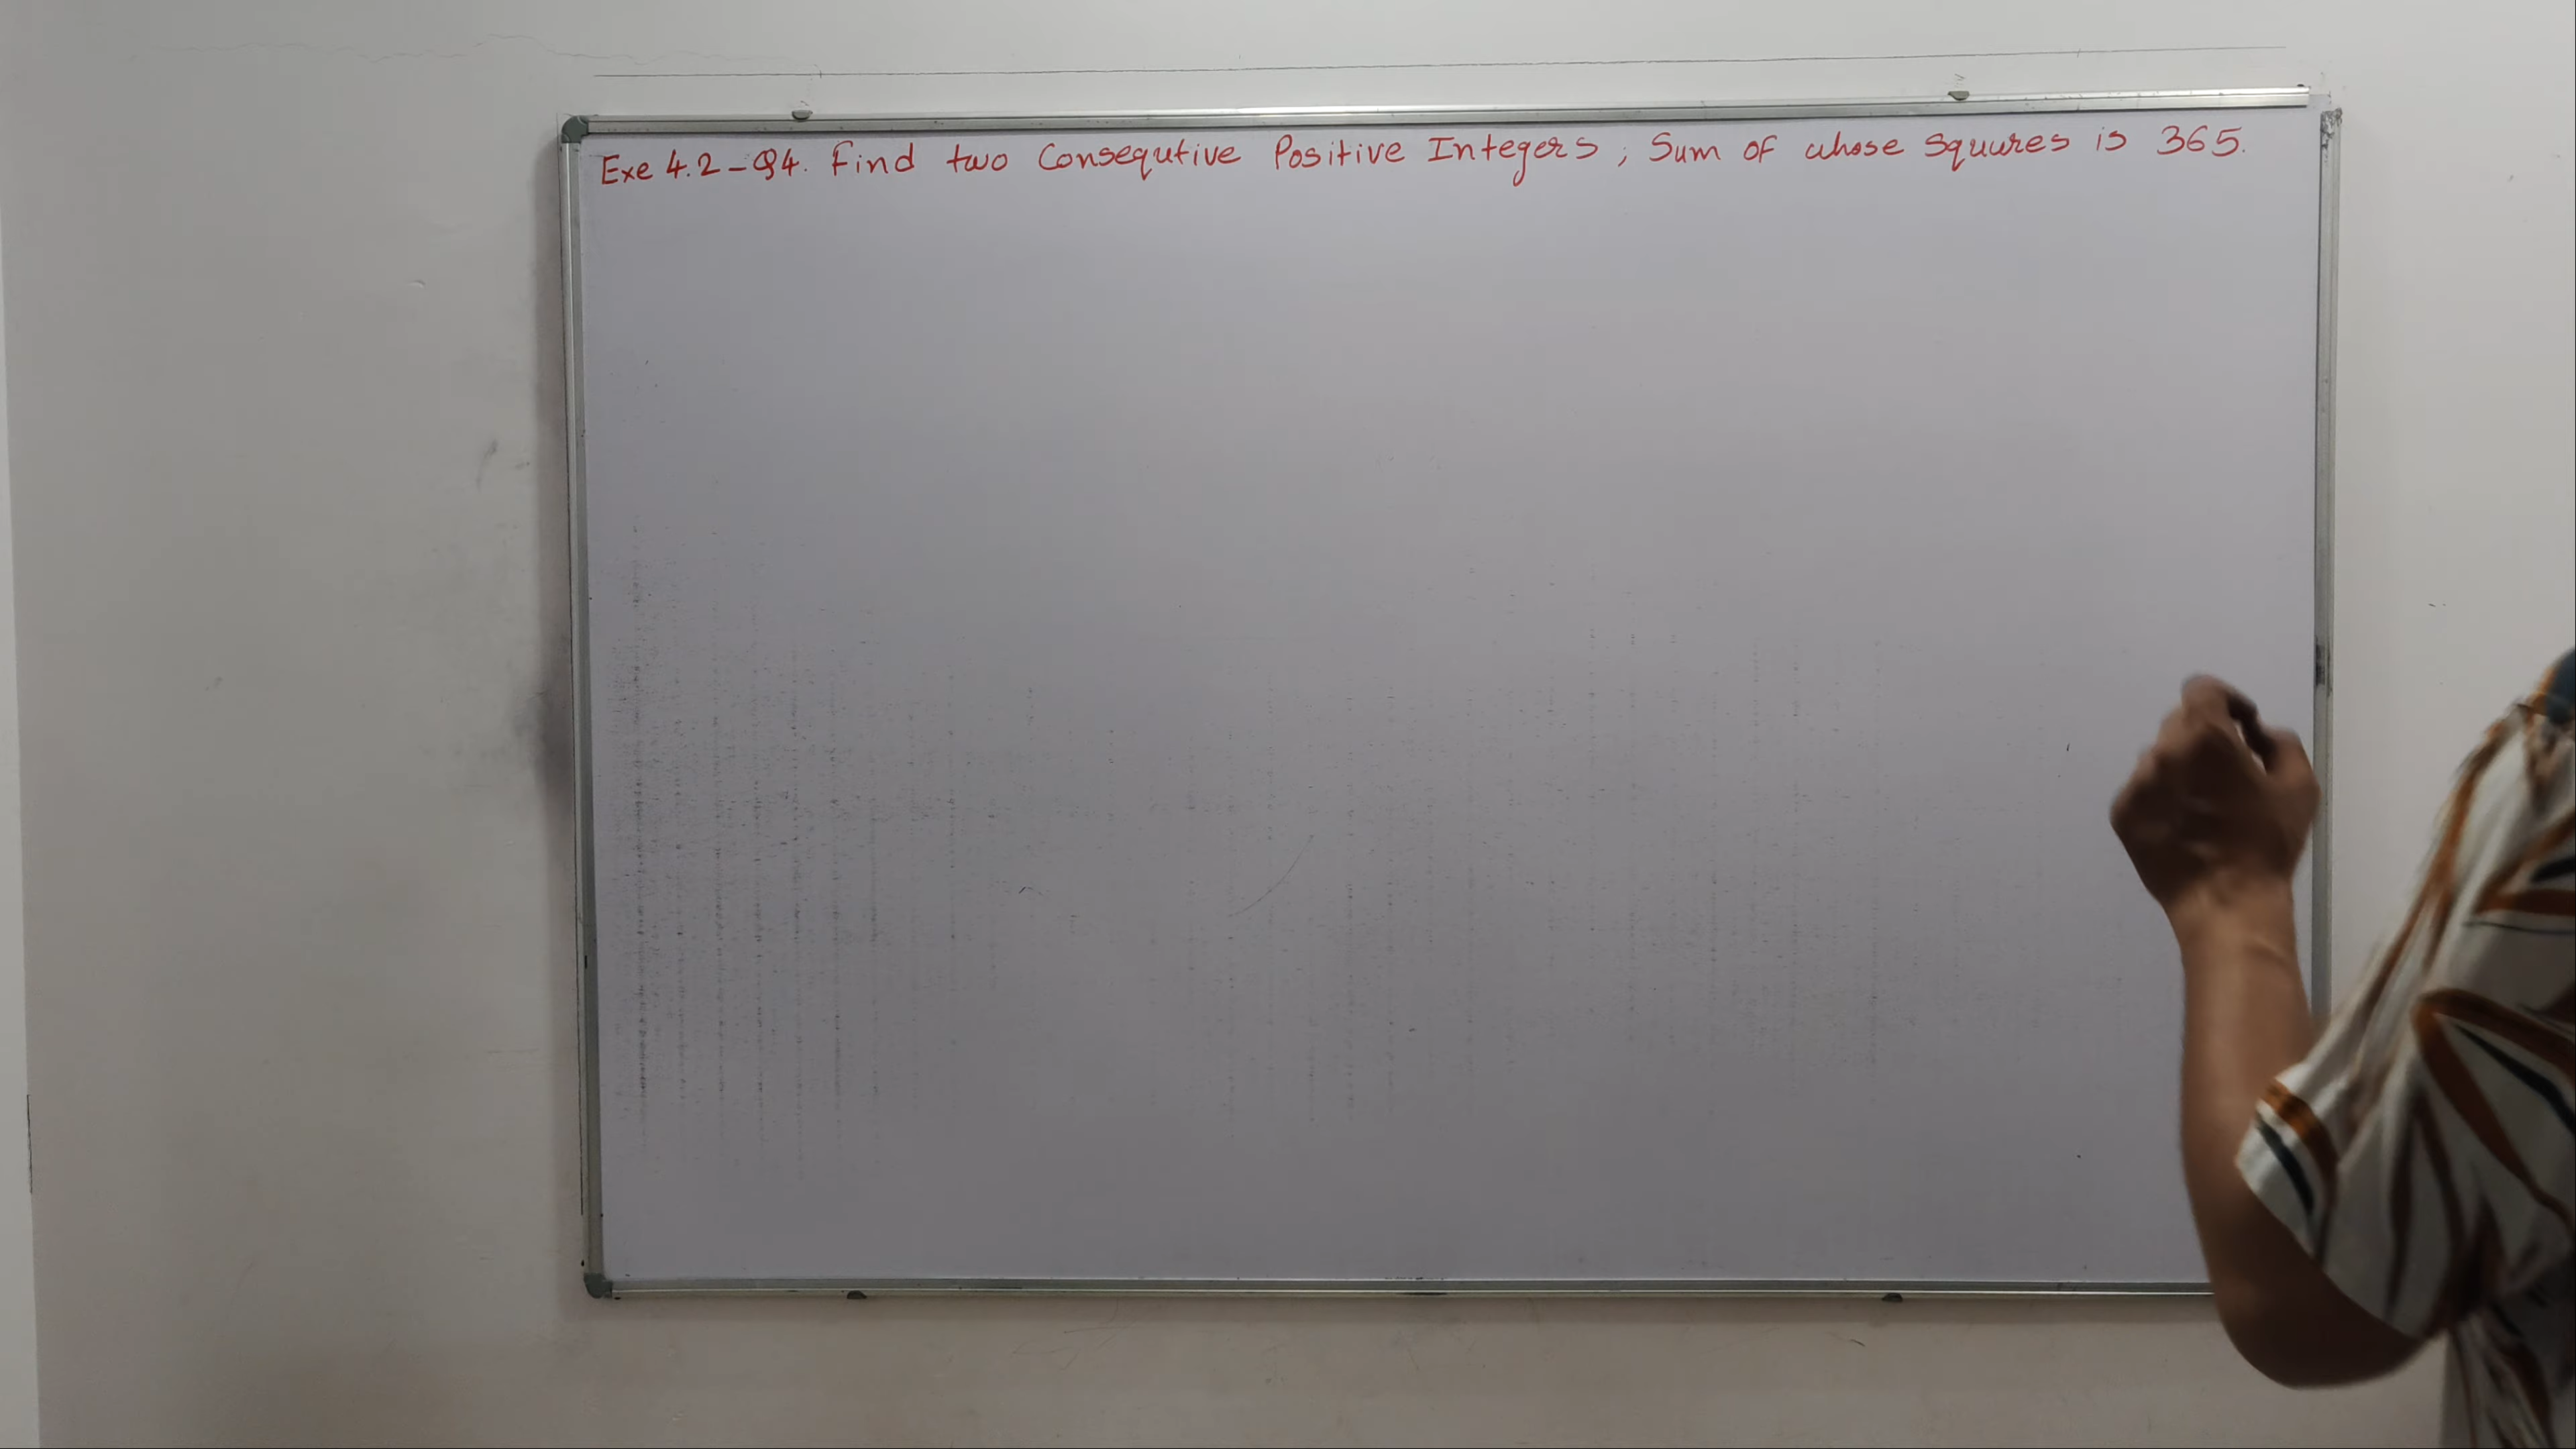 Exe 4.2-Q4. Find two Consequtive Positive Integers, Sum of whose Squares is 365.